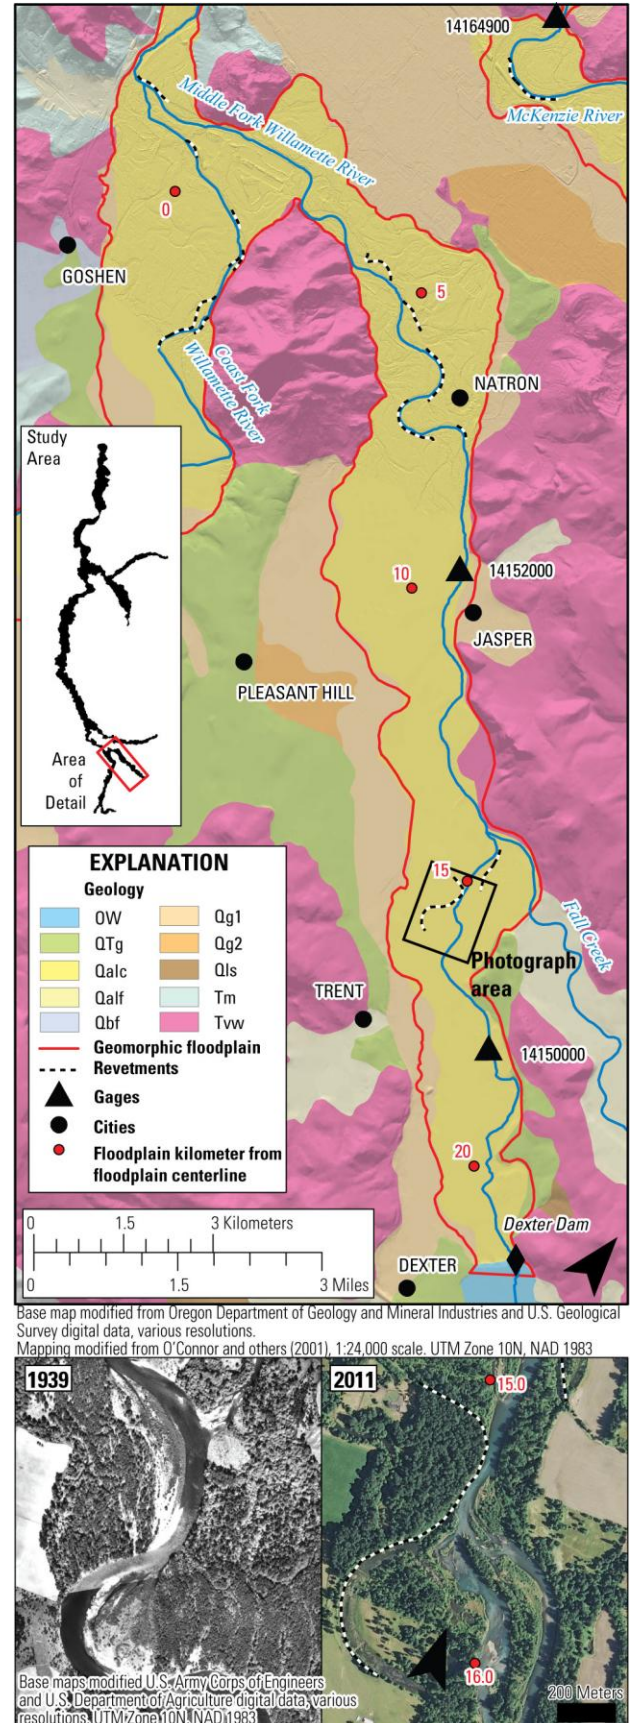 14164900
McKenzie River
Middle Fork Willamette River
0
GOSHEN
5
Coast Fork
Willamette River
NATRON
Study
Area
10
14152000
JASPER
PLEASANT HILL
Area
of
Detail
EXPLANATION
Geology
OW
Qg1
QTg
Qg2
Qalc
Qls
Qalf
Tm
Qbf
Tvw
Geomorphic floodplain
Revetments
Gages
Cities
Floodplain kilometer from
floodplain centerline
15
Fall Creek
Photograph
area
TRENT
14150000
20
Dexter Dam
DEXTER
0 1.5 3 Kilometers
0 1.5 3 Miles
Base map modified from Oregon Department of Geology and Mineral Industries and U.S. Geological
Survey digital data, various resolutions.
Mapping modified from O'Connor and others (2001), 1:24,000 scale. UTM Zone 10N, NAD 1983
1939
2011
15.0
16.0
200 Meters
Base maps modified U.S. Army Corps of Engineers
and U.S. Department of Agriculture digital data, various
resolutions. UTM Zone 10N, NAD 1983